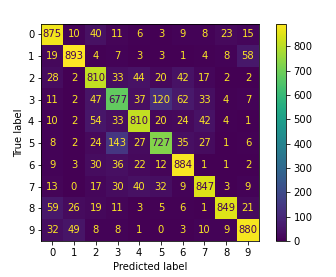 0 875 10 40 11 6 3 9 8 23 15
1 19 893 4 7 3 3 1 4 8 58
2 28 2 810 33 44 20 42 17 2 2
3 11 2 47 677 37 120 62 33 4 7
4 10 2 54 33 810 20 24 42 4 1
5 8 2 24 143 27 727 35 27 1 6
6 9 3 30 36 22 12 884 1 1 2
7 13 0 17 30 40 32 9 847 3 9
8 59 26 19 11 3 5 6 1 849 21
9 32 49 8 8 1 0 3 10 9 880
0 1 2 3 4 5 6 7 8 9
Predicted label
True label
800
700
600
500
400
300
200
100
0